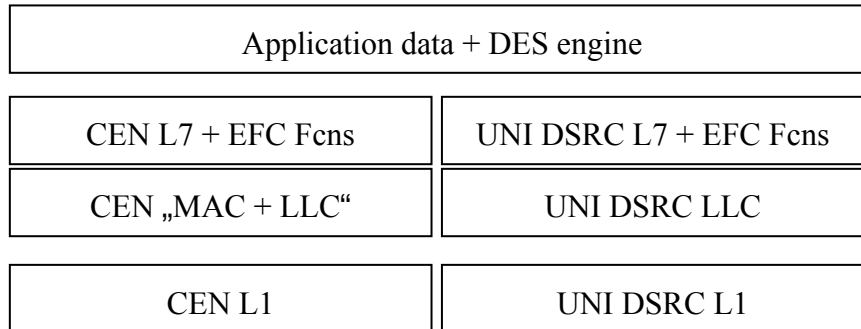 Application data + DES engine
CEN L7 + EFC Fcns
UNI DSRC L7 + EFC Fcns
CEN „MAC + LLC“
UNI DSRC LLC
CEN L1
UNI DSRC L1